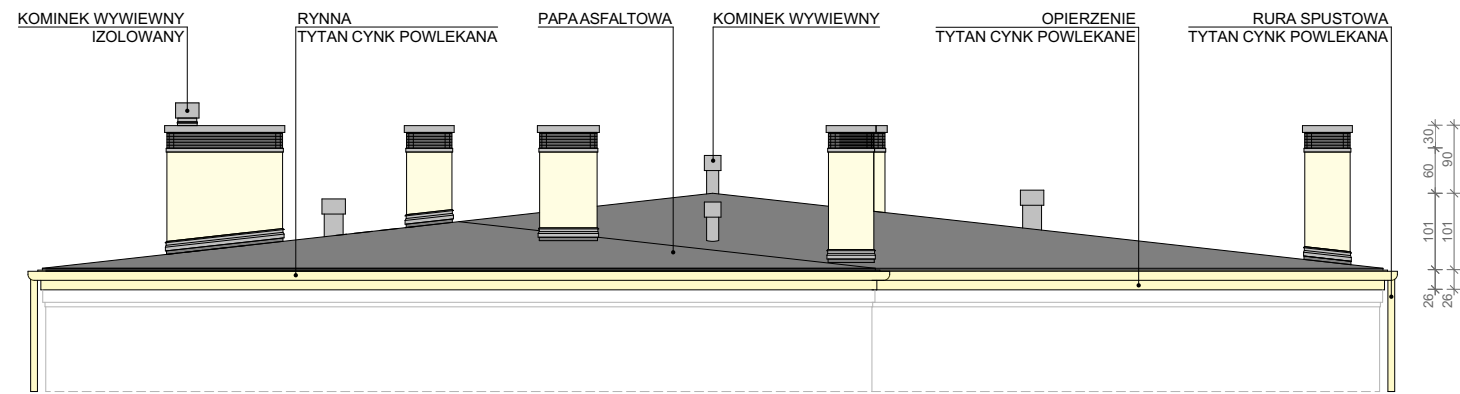 KOMINEK WYWIEWNY
IZOLOWANY
RYNNA
TYTAN CYNK POWLEKANA
PAPA ASFALTOWA
KOMINEK WYWIEWNY
OPIERZENIE
TYTAN CYNK POWLEKANE
RURA SPUSTOWA
TYTAN CYNK POWLEKANA
30
60
90
101
101
26
26